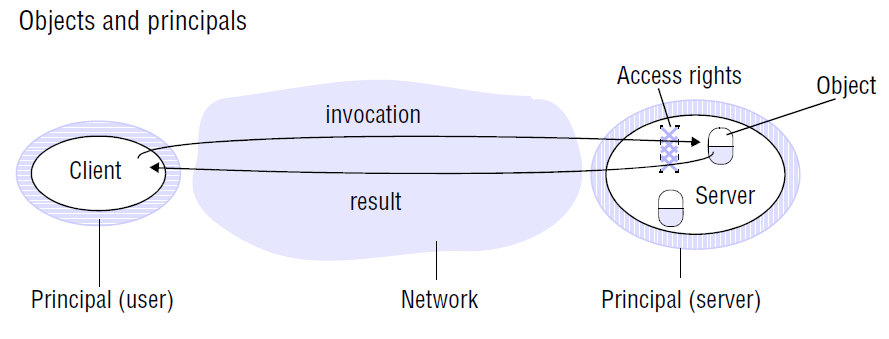 Objects and principals
Access rights
Object
invocation
Client
result
Server
Principal (user)
Network
Principal (server)